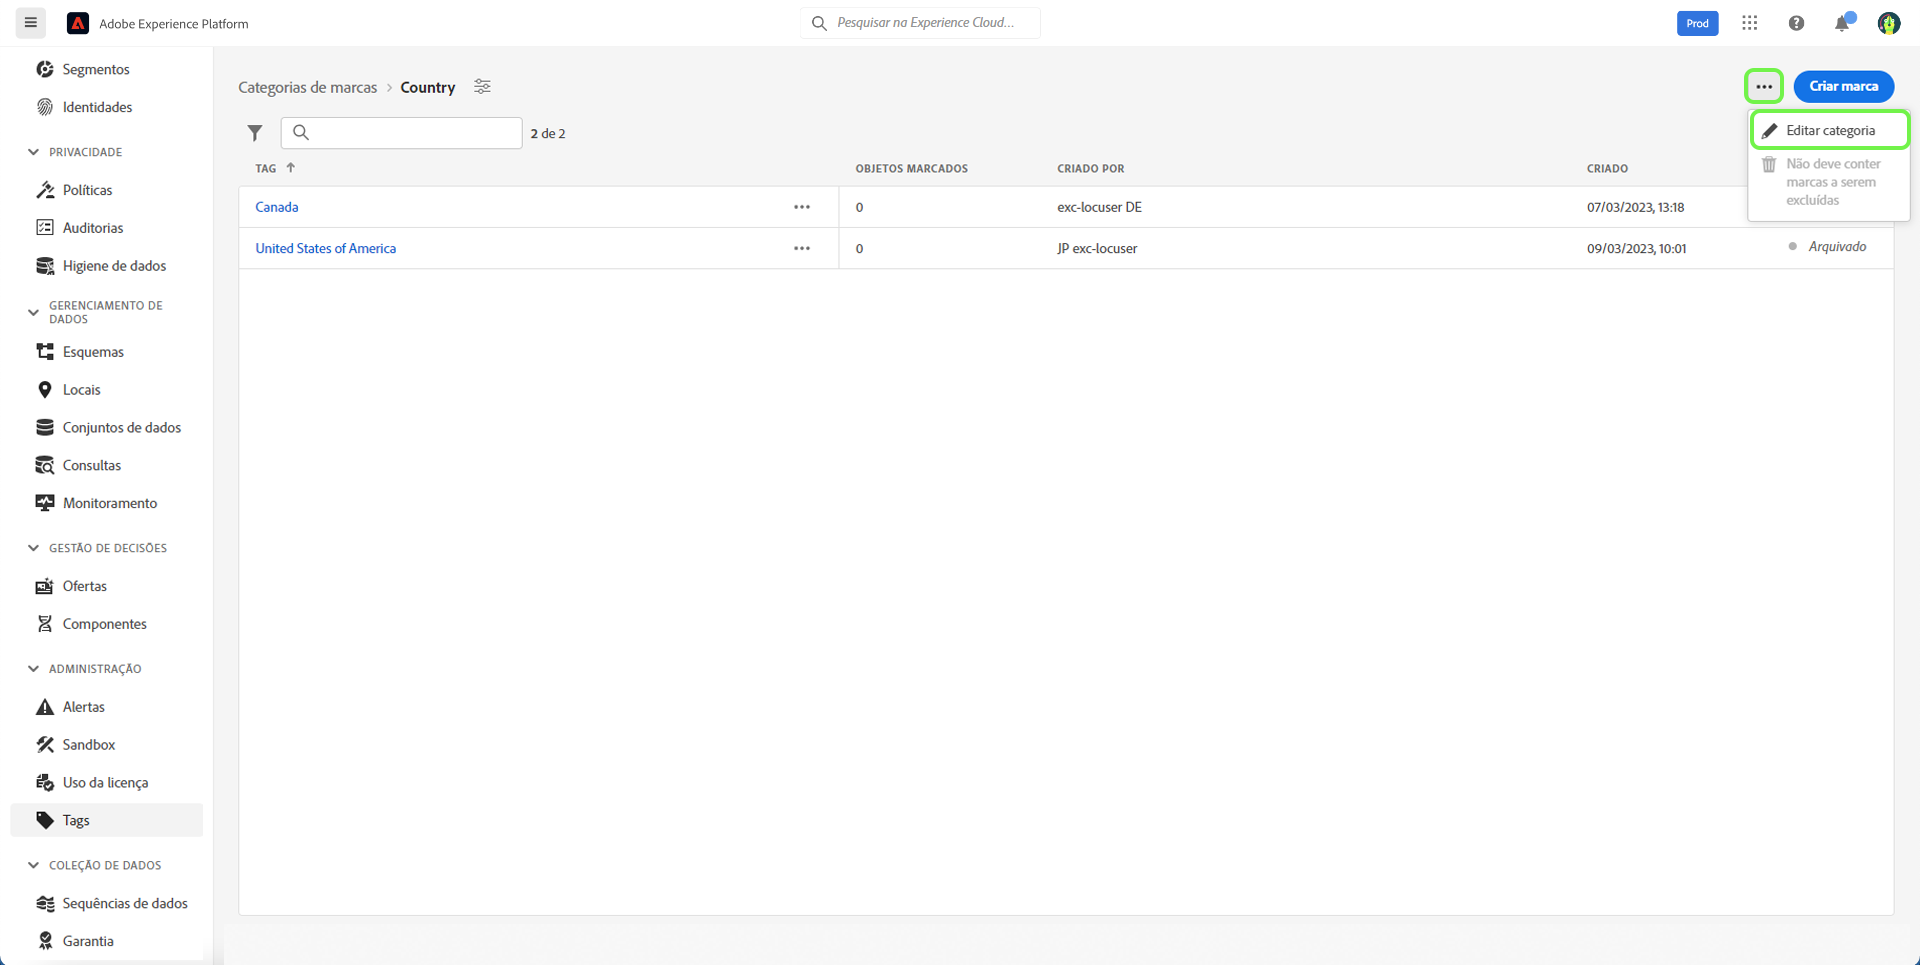 Adobe Experience Platform
Pesquisar na Experience Cloud...
Prod
Segmentos
Identidades
PRIVACIDADE
Políticas
Auditorias
Higiene de dados
GERENCIAMENTO DE
DADOS
Esquemas
Locais
Conjuntos de dados
Consultas
Monitoramento
GESTÃO DE DECISÕES
Ofertas
Componentes
ADMINISTRAÇÃO
Alertas
Sandbox
Uso da licença
Tags
COLEÇÃO DE DADOS
Sequências de dados
Garantia
Categorias de marcas > Country
Criar marca
Editar categoria
Não deve conter
marcas a serem
excluídas
2 de 2
TAG OBJETOS MARCADOS CRIADO POR CRIADO
Canada 0 exc-locuser DE 07/03/2023, 13:18
United States of America 0 JP exc-locuser 09/03/2023, 10:01 Arquivado